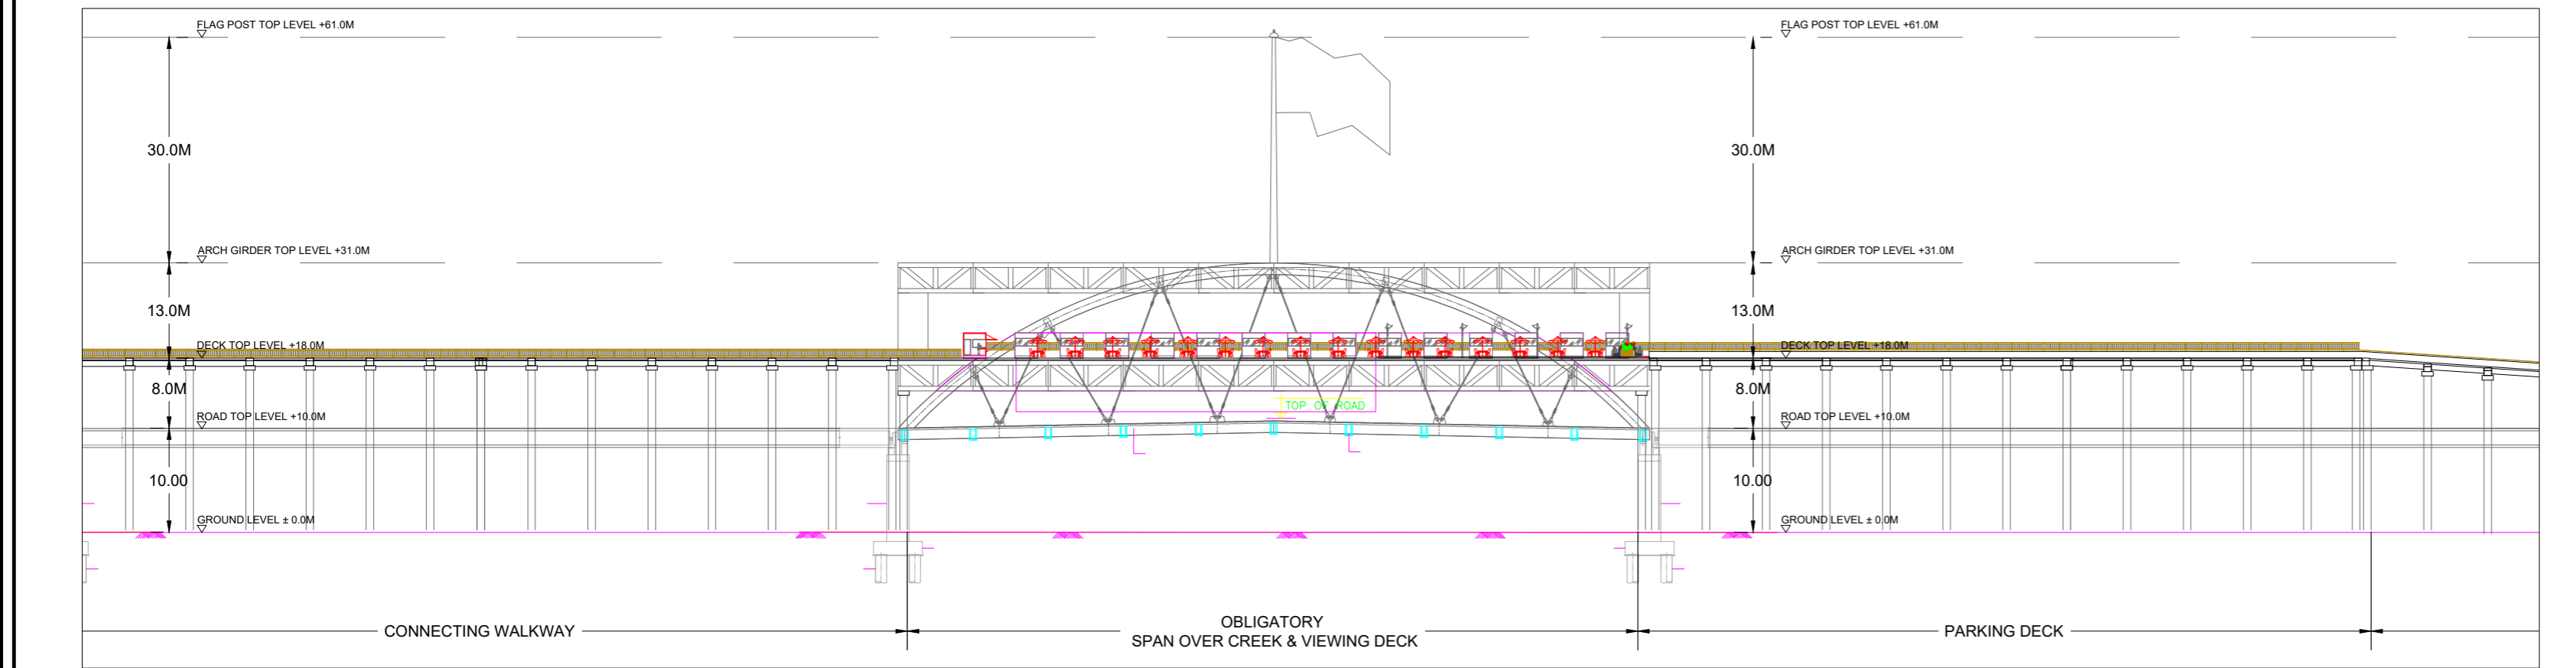 FLAG POST TOP LEVEL +61.0M
FLAG POST TOP LEVEL +61.0M
30.0M
30.0M
ARCH GIRDER TOP LEVEL +31.0M
ARCH GIRDER TOP LEVEL +31.0M
13.0M
13.0M
DECK TOP LEVEL +18.0M
DECK TOP LEVEL +18.0M
8.0M
8.0M
TOP OF ROAD
ROAD TOP LEVEL +10.0M
ROAD TOP LEVEL +10.0M
10.00
10.00
GROUND LEVEL ± 0.0M
GROUND LEVEL ± 0.0M
CONNECTING WALKWAY
OBLIGATORY
SPAN OVER CREEK & VIEWING DECK
PARKING DECK